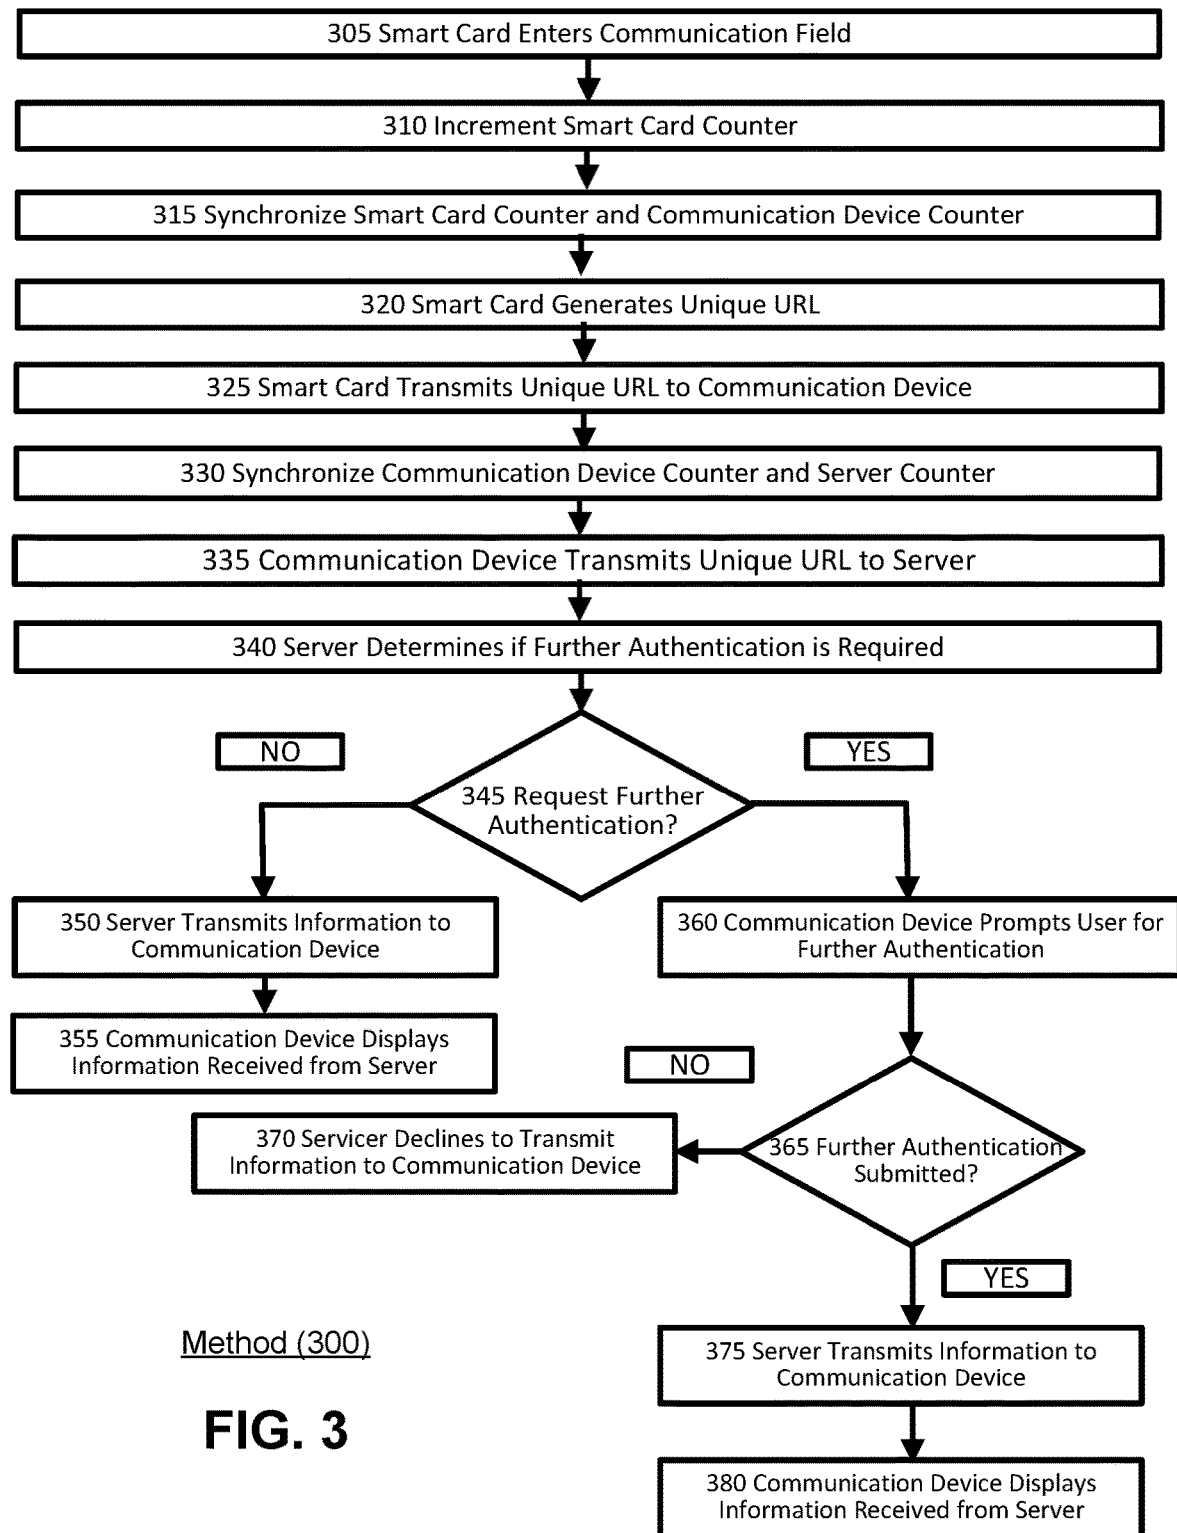 305 Smart Card Enters Communication Field
310 Increment Smart Card Counter
315 Synchronize Smart Card Counter and Communication Device Counter
320 Smart Card Generates Unique URL
325 Smart Card Transmits Unique URL to Communication Device
330 Synchronize Communication Device Counter and Server Counter
335 Communication Device Transmits Unique URL to Server
340 Server Determines if Further Authentication is Required
NO
YES
345 Request Further
Authentication?
350 Server Transmits Information to
Communication Device
360 Communication Device Prompts User for
Further Authentication
355 Communication Device Displays
Information Received from Server
NO
370 Servicer Declines to Transmit
Information to Communication Device
365 Further Authentication
Submitted?
YES
Method (300)
375 Server Transmits Information to
Communication Device
FIG. 3
380 Communication Device Displays
Information Received from Server